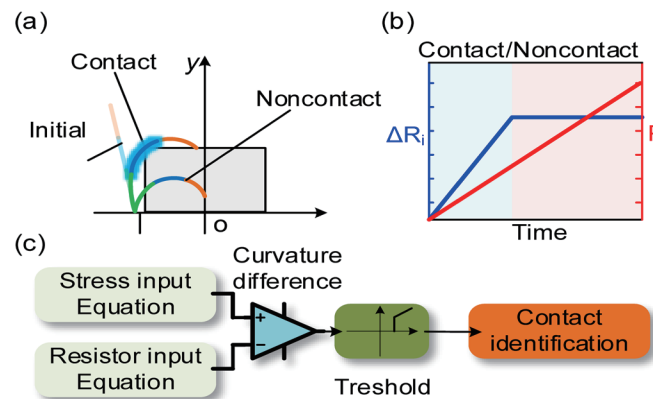 (a)
Contact
y
Noncontact
Initial
o
(b)
Contact/Noncontact
ΔRi
P
Time
(c)
Curvature
difference
Stress input
Equation
+
−
Resistor input
Equation
Treshold
Contact
identification